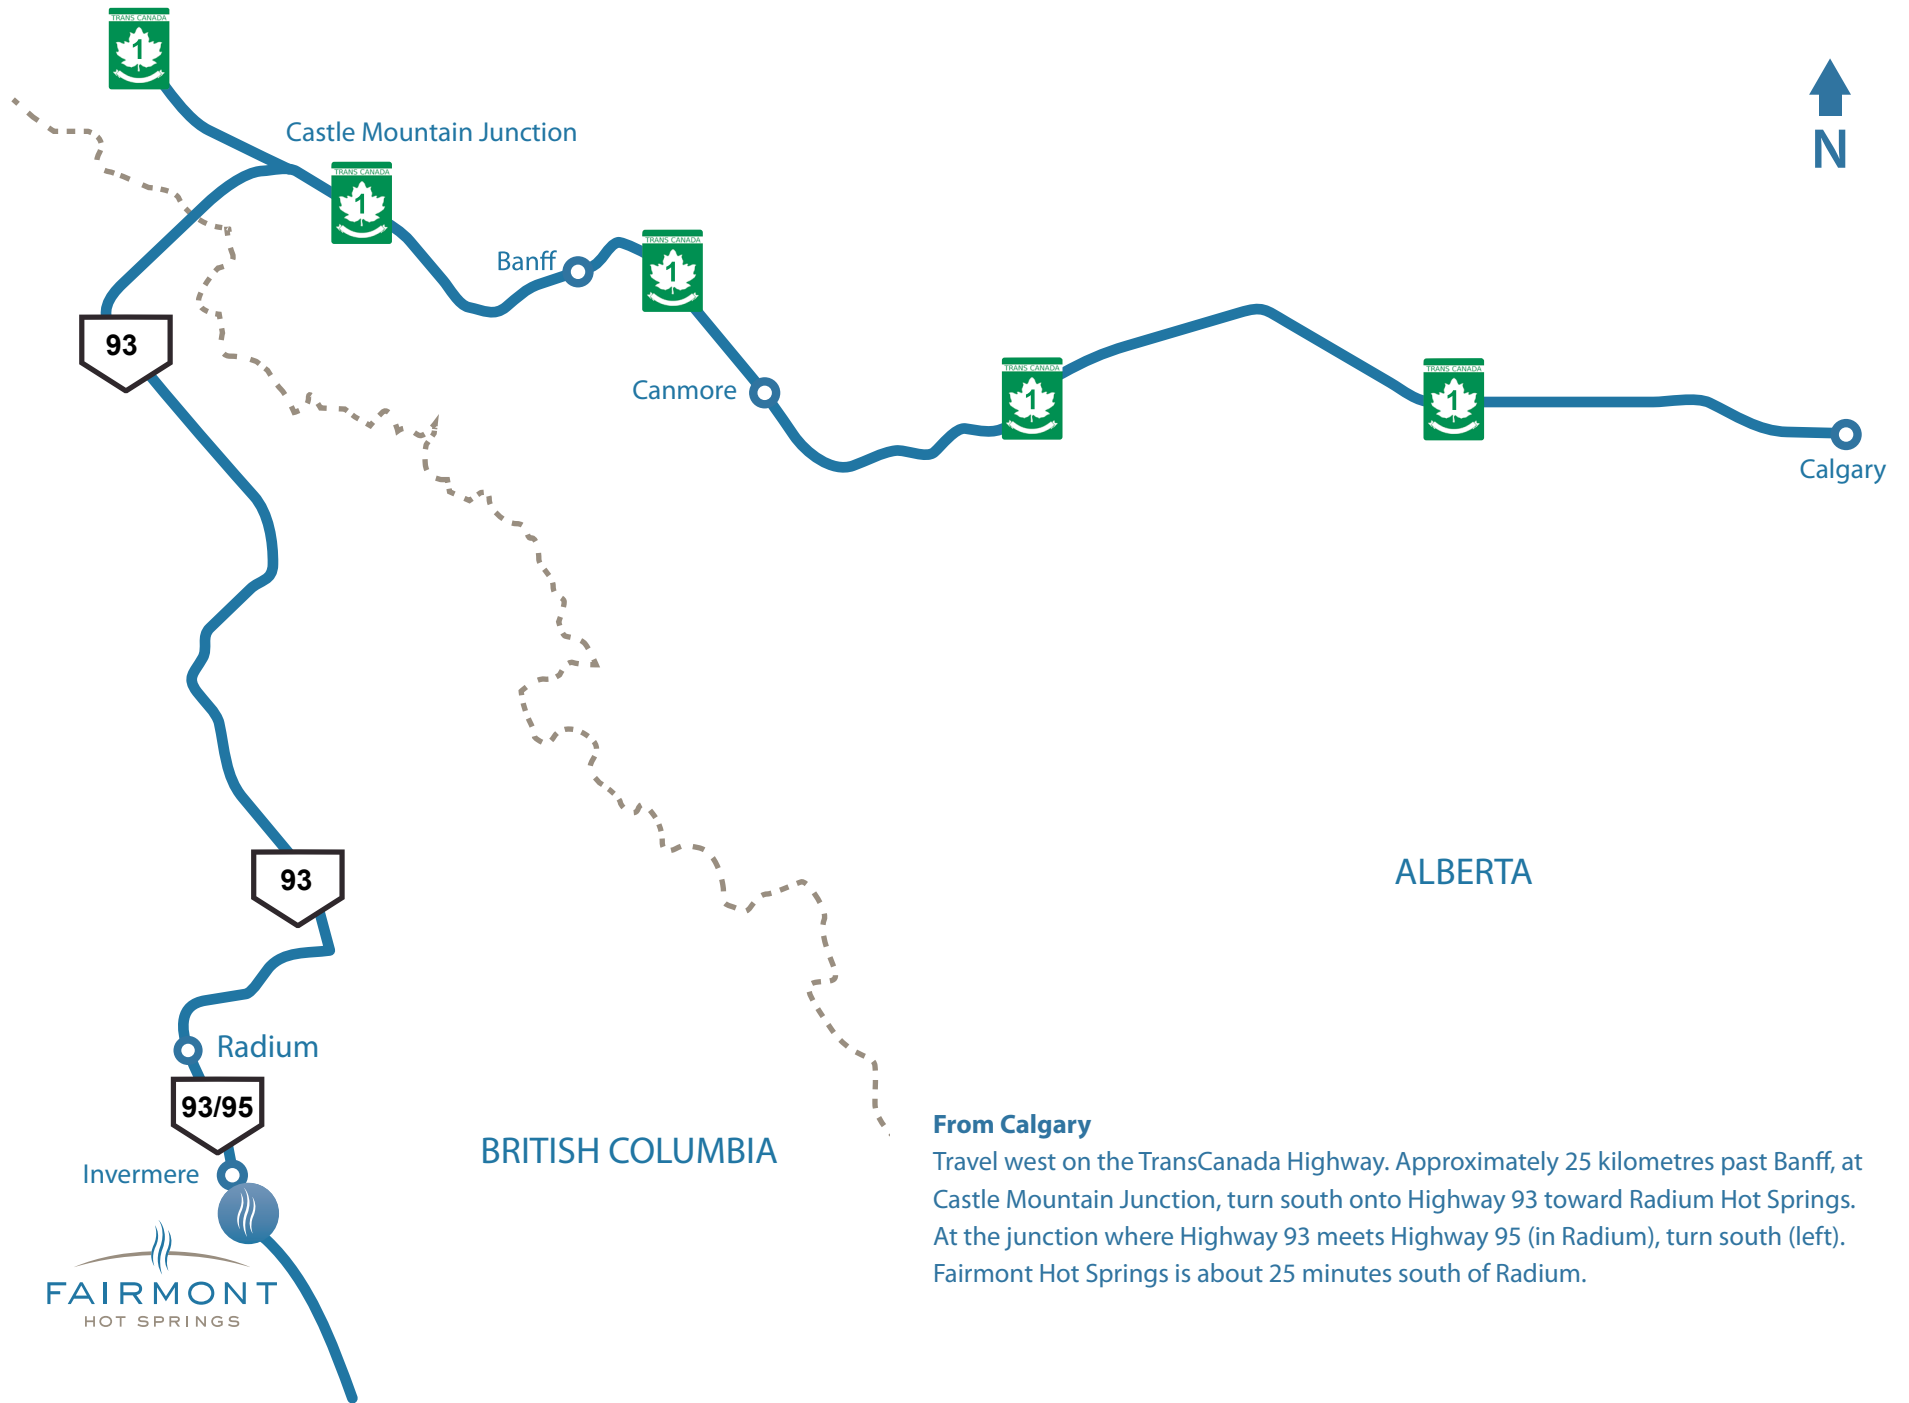 TRANS CANADA
1
Castle Mountain Junction
TRANS CANADA
1
N
Banff
TRANS CANADA
1
93
Canmore
TRANS CANADA
1
TRANS CANADA
1
Calgary
93
ALBERTA
Radium
93/95
BRITISH COLUMBIA
Invermere
FAIRMONT
HOT SPRINGS
From Calgary
Travel west on the TransCanada Highway. Approximately 25 kilometres past Banff, at
Castle Mountain Junction, turn south onto Highway 93 toward Radium Hot Springs.
At the junction where Highway 93 meets Highway 95 (in Radium), turn south (left).
Fairmont Hot Springs is about 25 minutes south of Radium.